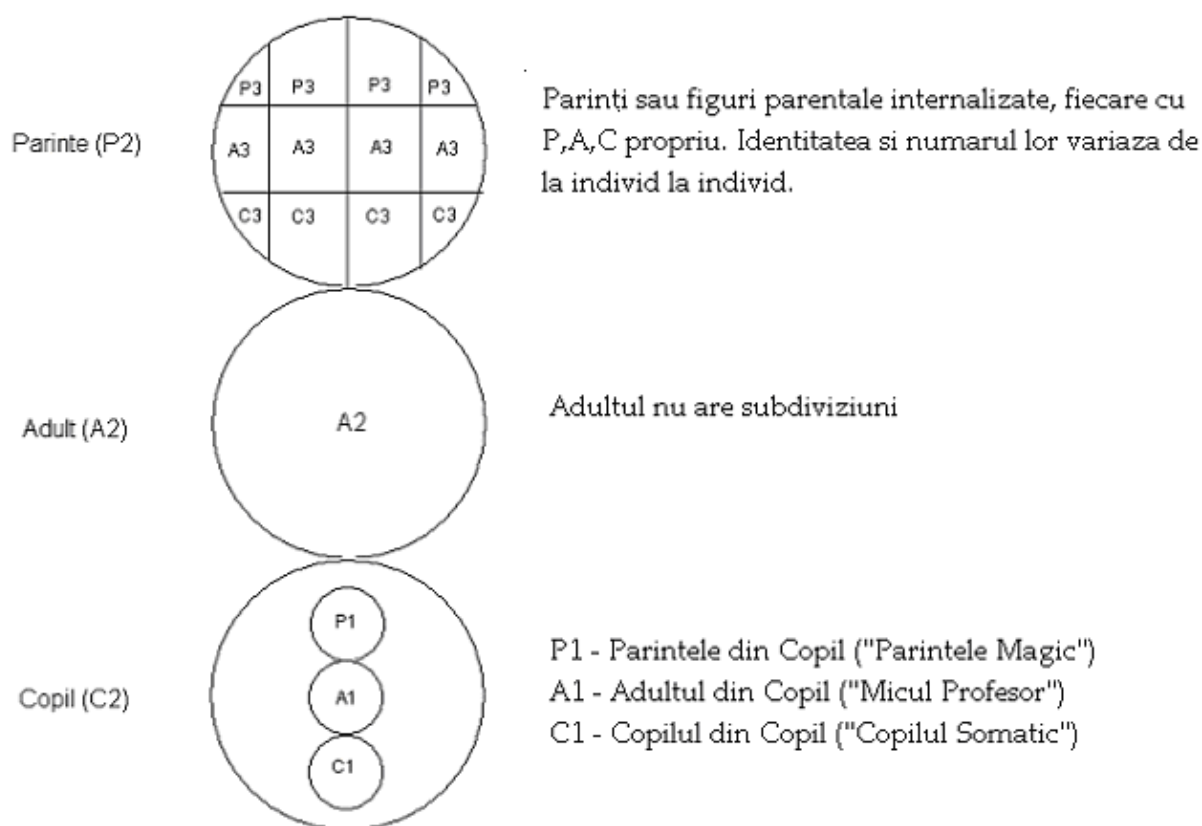 P3 P3 P3 P3
Parinte (P2)
A3 A3 A3 A3
C3 C3 C3 C3
Parinți sau figuri parentale internalizate, fiecare cu
P,A,C propriu. Identitatea si numarul lor variaza de
la individ la individ.
Adult (A2)
A2
Adultul nu are subdiviziuni
Copil (C2)
P1
A1
C1
P1 - Parintele din Copil ("Parintele Magic")
A1 - Adultul din Copil ("Micul Profesor")
C1 - Copilul din Copil ("Copilul Somatic")